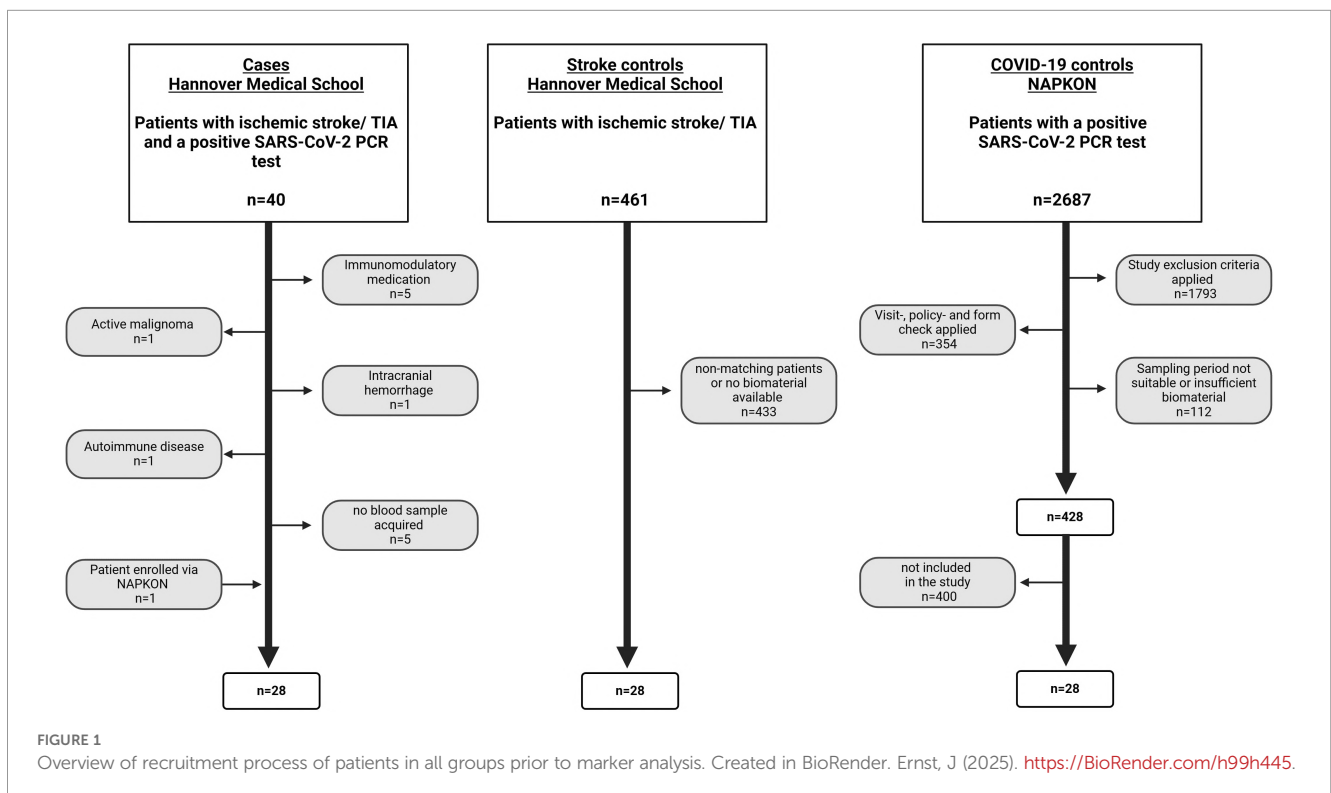 Cases
Hannover Medical School
Patients with ischemic stroke/ TIA
and a positive SARS-CoV-2 PCR
test
n=40
Immunomodulatory
medication
n=5
Active malignoma
n=1
Intracranial
hemorrhage
n=1
Autoimmune disease
n=1
no blood sample
acquired
n=5
Patient enrolled via
NAPKON
n=1
n=28
Stroke controls
Hannover Medical School
Patients with ischemic stroke/ TIA
n=461
non-matching patients
or no biomaterial
available
n=433
n=28
COVID-19 controls
NAPKON
Patients with a positive
SARS-CoV-2 PCR test
n=2687
Study exclusion criteria
applied
n=1793
Visit-, policy- and form
check applied
n=354
Sampling period not
suitable or insufficient
biomaterial
n=112
n=428
not included
in the study
n=400
n=28
FIGURE 1
Overview of recruitment process of patients in all groups prior to marker analysis. Created in BioRender. Ernst, J (2025). https://BioRender.com/h99h445.